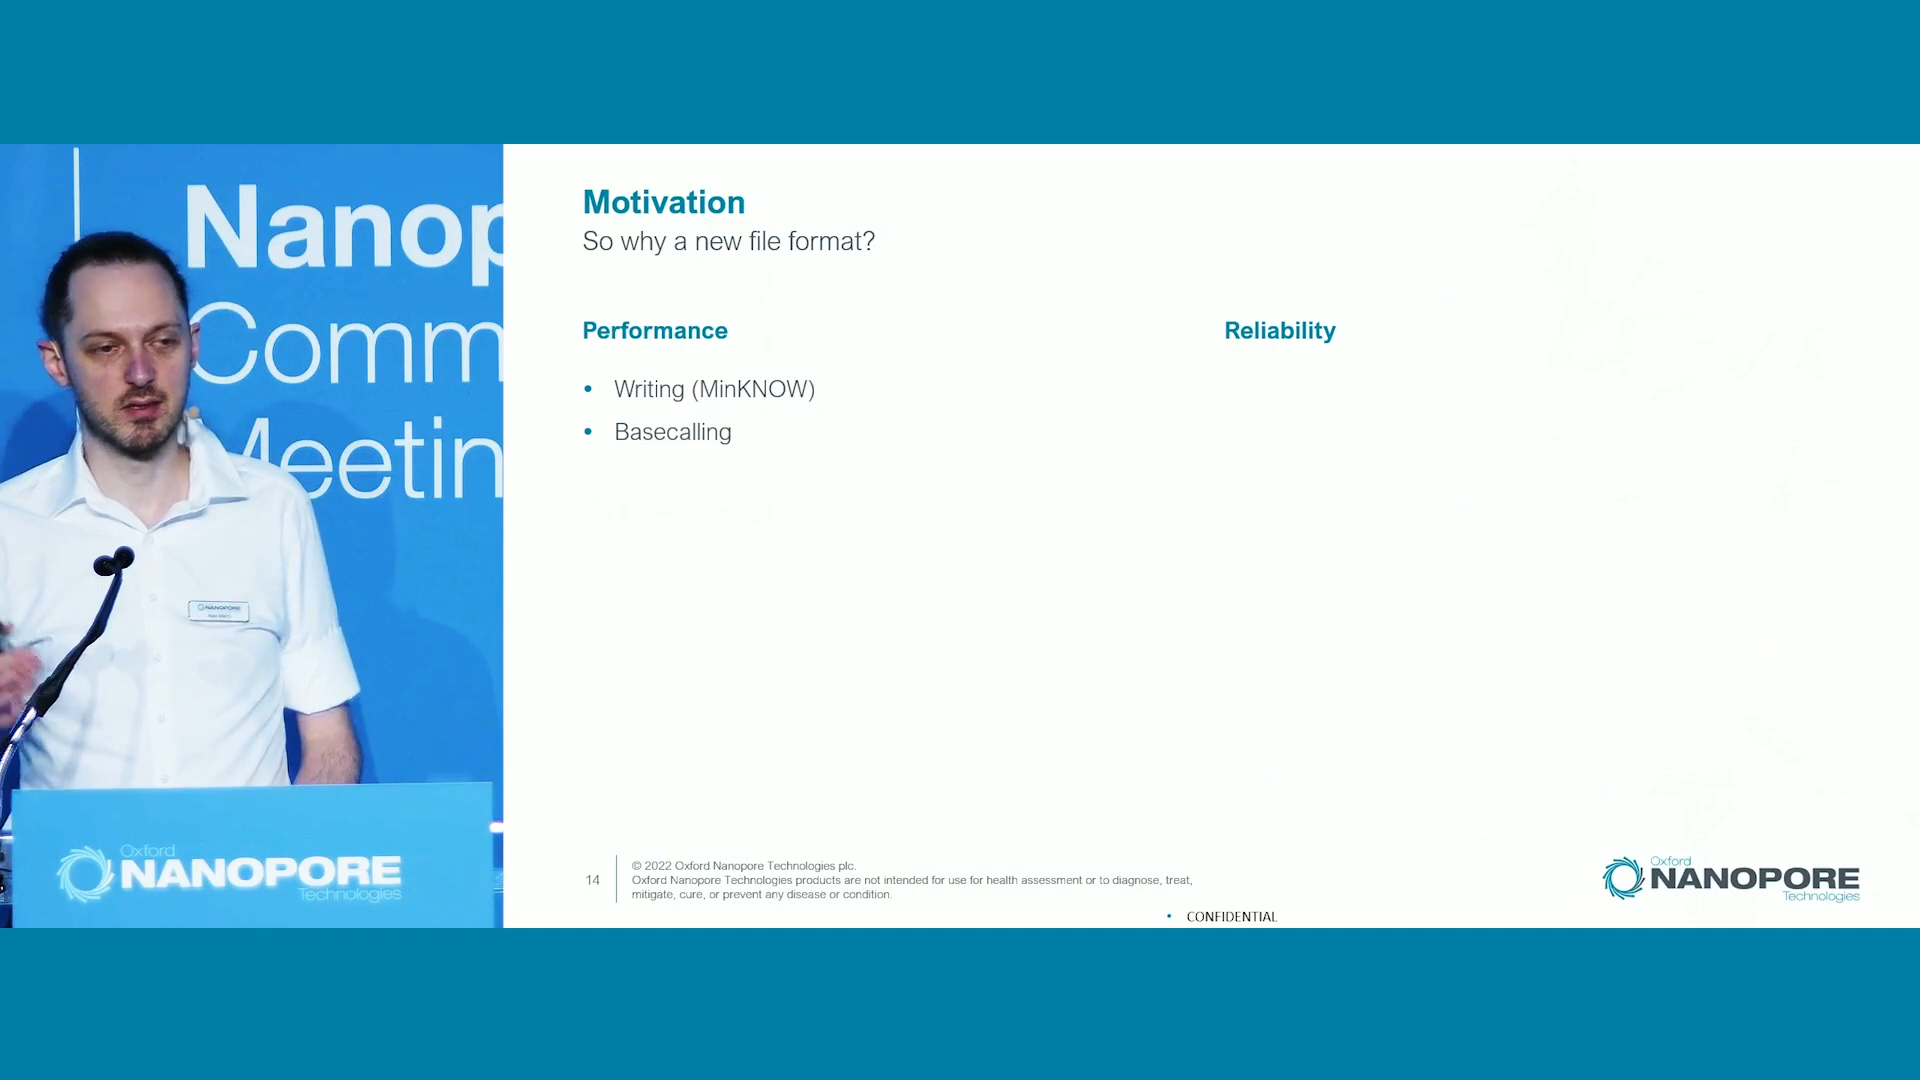 Nanop
Comm
Meetin
NANOPORE
Oxford
NANOPORE
Technologies
Motivation
So why a new file format?
Performance
• Writing (MinKNOW)
• Basecalling
Reliability
14
© 2022 Oxford Nanopore Technologies plc.
Oxford Nanopore Technologies products are not intended for use for health assessment or to diagnose, treat,
mitigate, cure, or prevent any disease or condition.
• CONFIDENTIAL
Oxford
NANOPORE
Technologies